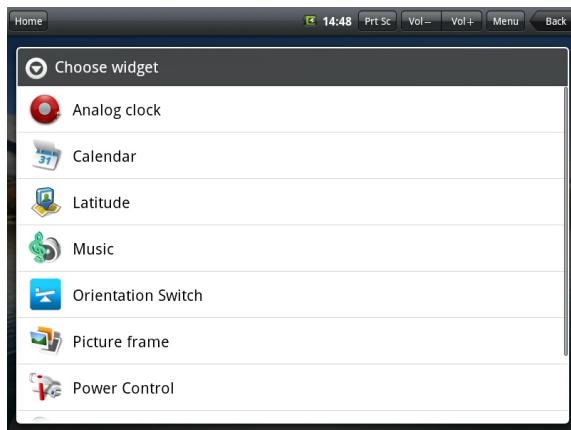 Home 14:48 Prt Sc Vol− Vol+ Menu Back
Choose widget
Analog clock
31 Calendar
Latitude
Music
Orientation Switch
Picture frame
Power Control